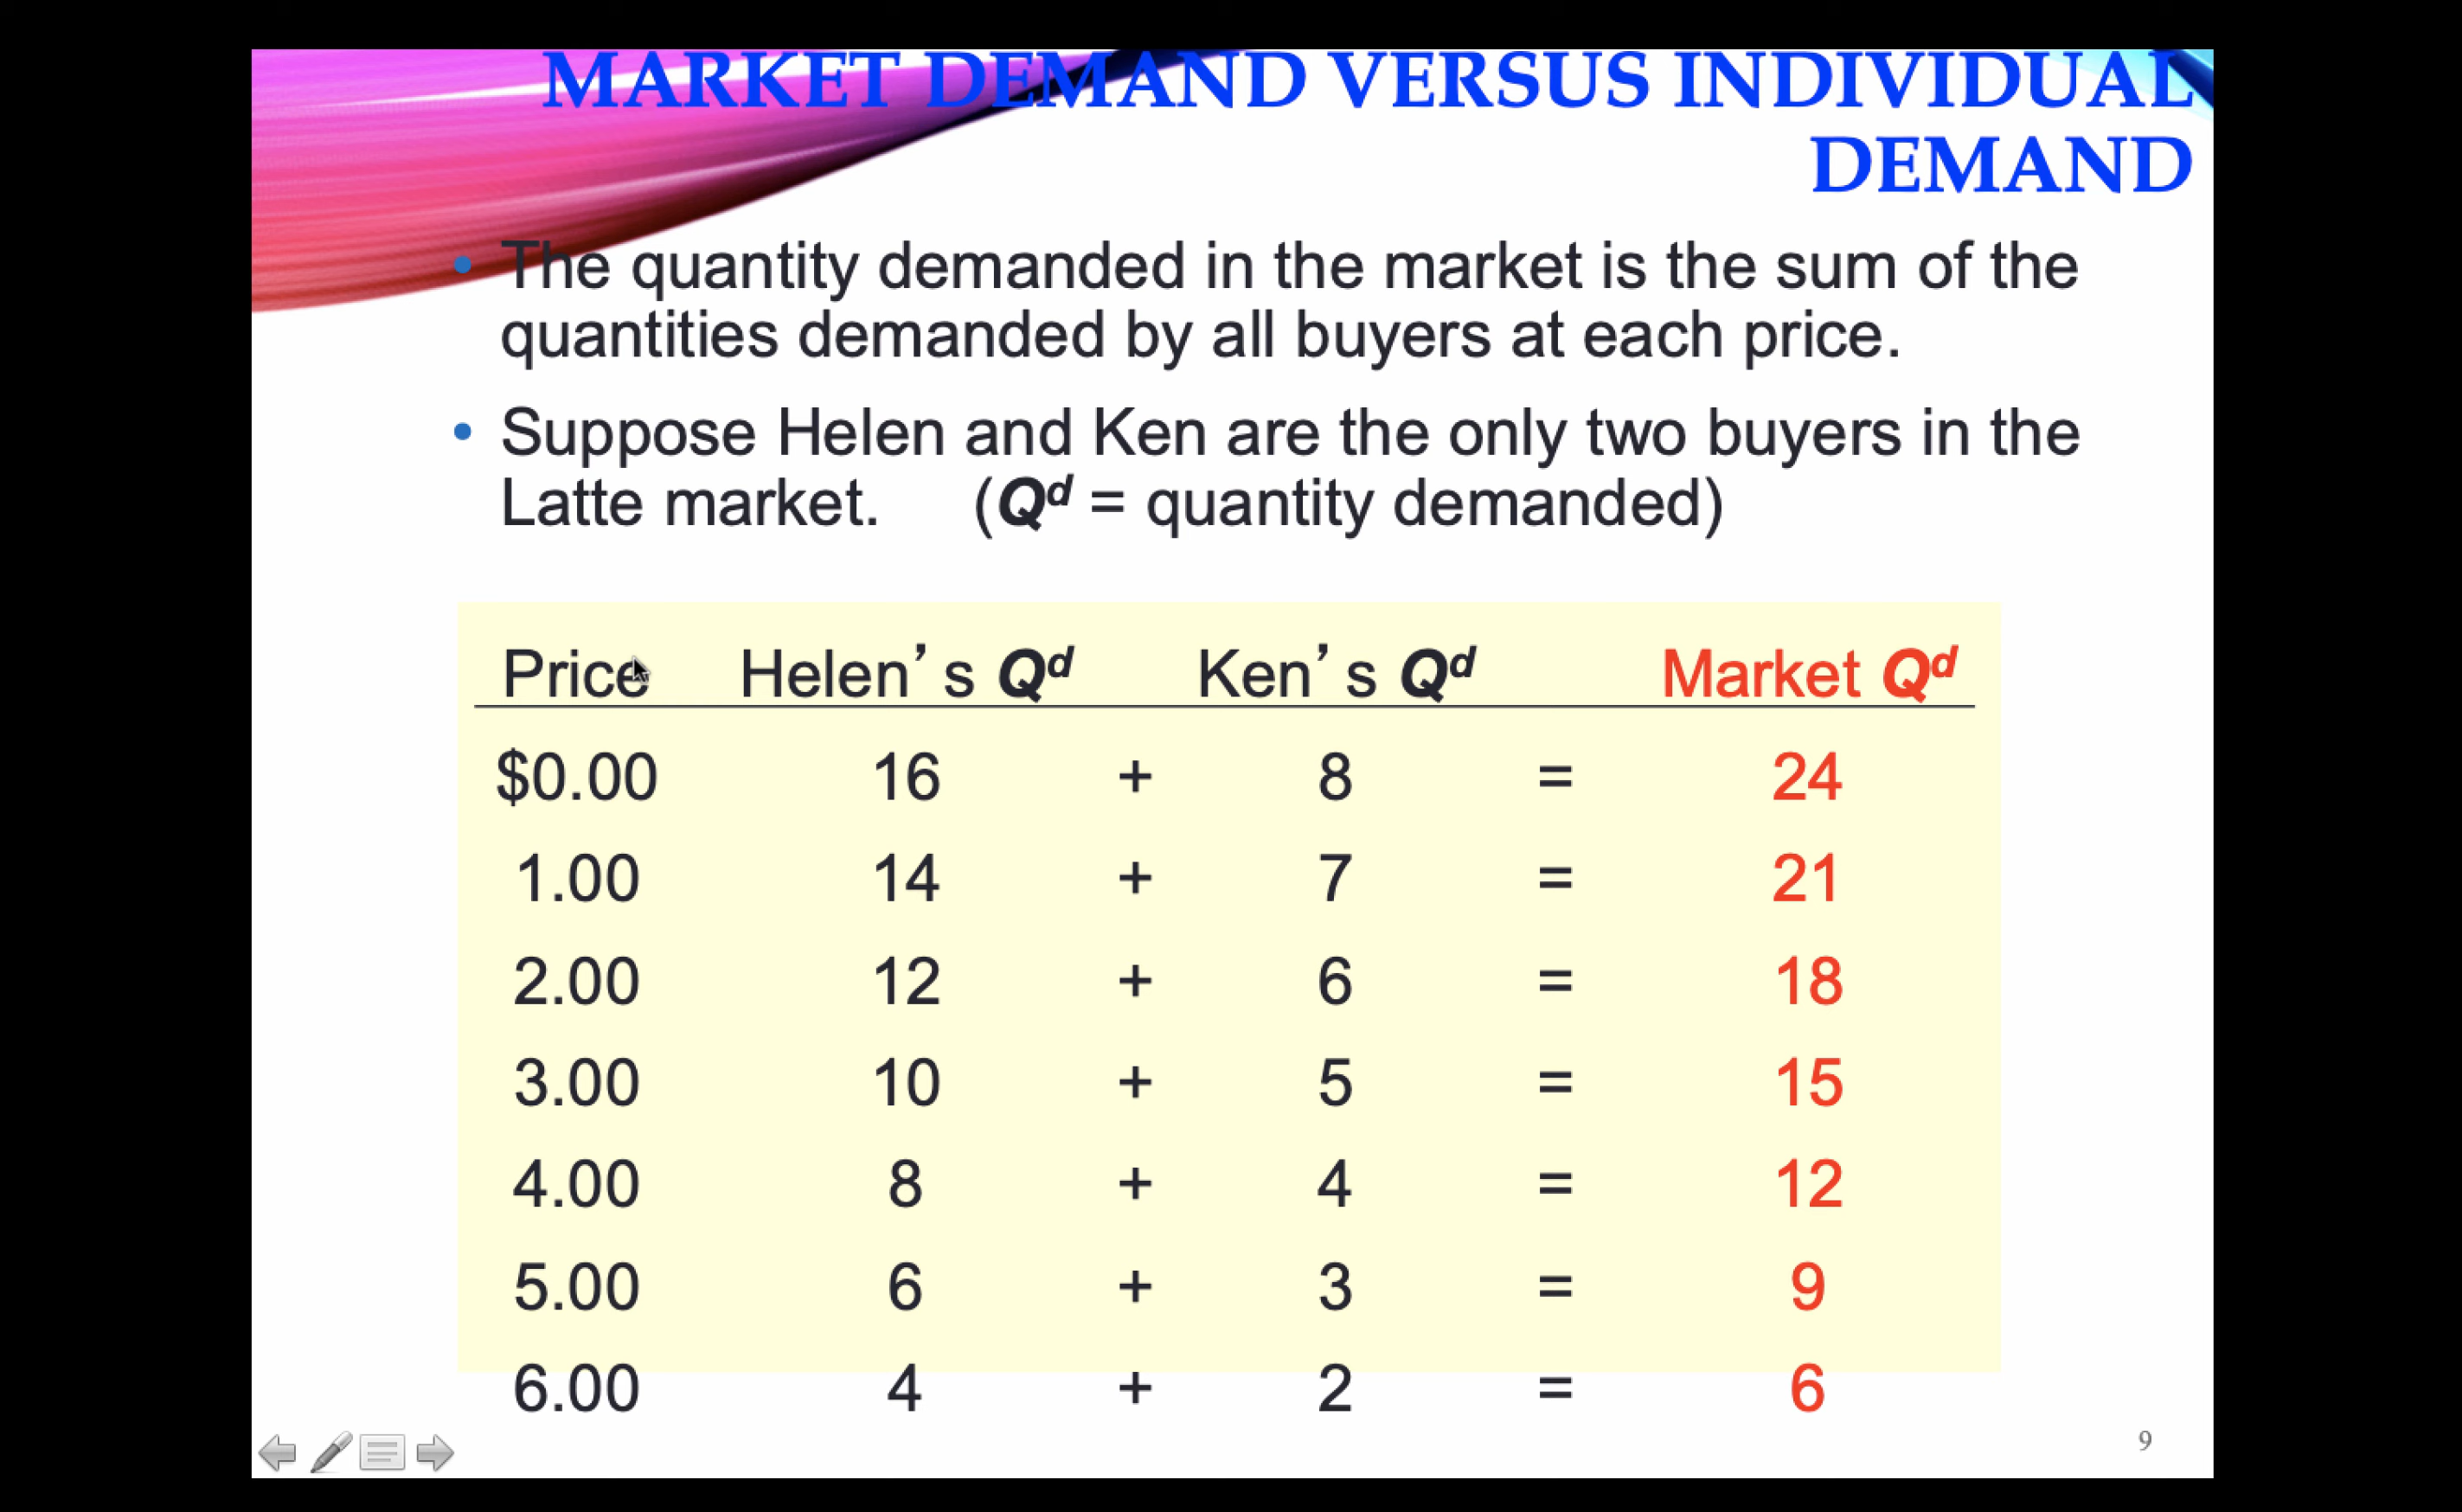 MARKET DEMAND VERSUS INDIVIDUAL
DEMAND
• The quantity demanded in the market is the sum of the
quantities demanded by all buyers at each price.
• Suppose Helen and Ken are the only two buyers in the
Latte market. (Qd = quantity demanded)
Price Helen’s Qd Ken’s Qd Market Qd
$0.00 16 + 8 = 24
1.00 14 + 7 = 21
2.00 12 + 6 = 18
3.00 10 + 5 = 15
4.00 8 + 4 = 12
5.00 6 + 3 = 9
6.00 4 + 2 = 6
9